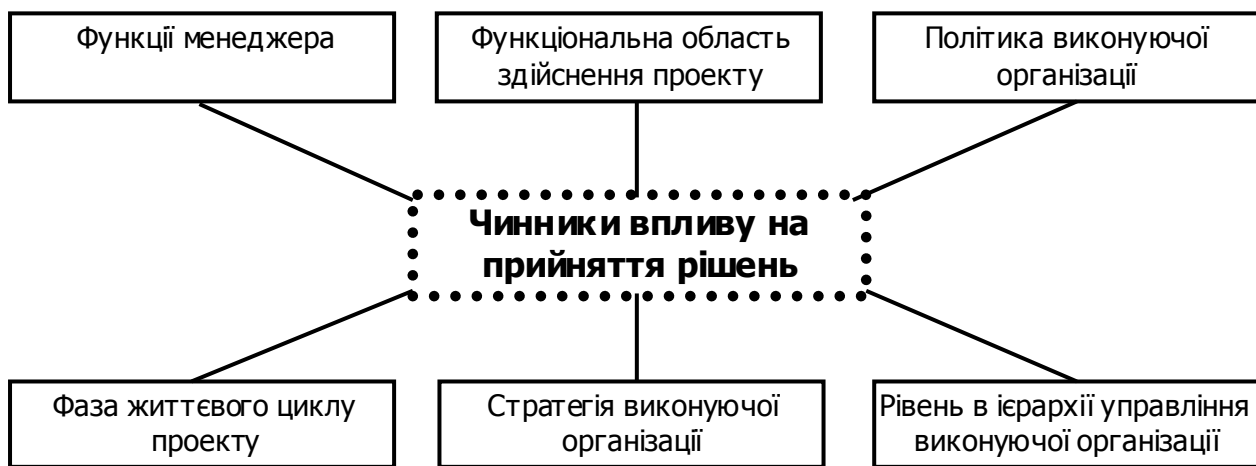 Функції менеджера
Функціональна область
здійснення проекту
Політика виконуючої
організації
Чинники впливу на
прийняття рішень
Фаза життєвого циклу
проекту
Стратегія виконуючої
організації
Рівень в ієрархії управління
виконуючої організації